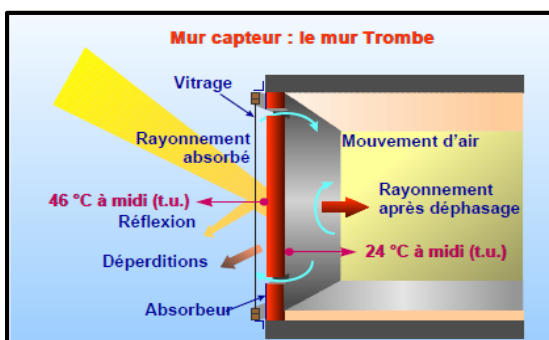 Mur capteur : le mur Trombe
Vitrage
Rayonnement
absorbé
Mouvement d'air
46 °C à midi (t.u.)
Rayonnement
après déphasage
Réflexion
Déperditions
24 °C à midi (t.u.)
Absorbeur